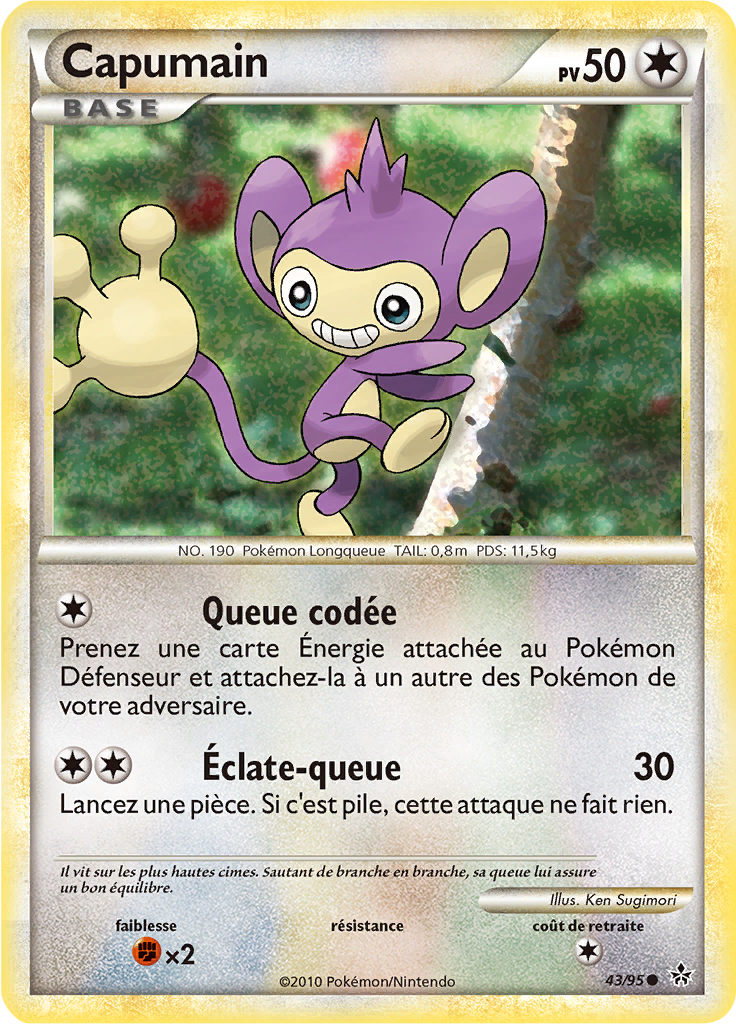 Capumain
PV 50
BASE
NO. 190 Pokémon Longqueue TAIL: 0,8 m PDS: 11,5 kg
Queue codée
Prenez une carte Énergie attachée au Pokémon
Défenseur et attachez-la à un autre des Pokémon de
votre adversaire.
Éclate-queue 30
Lancez une pièce. Si c'est pile, cette attaque ne fait rien.
Il vit sur les plus hautes cimes. Sautant de branche en branche, sa queue lui assure
un bon équilibre.
Illus. Ken Sugimori
faiblesse résistance coût de retraite
×2
©2010 Pokémon/Nintendo 43/95